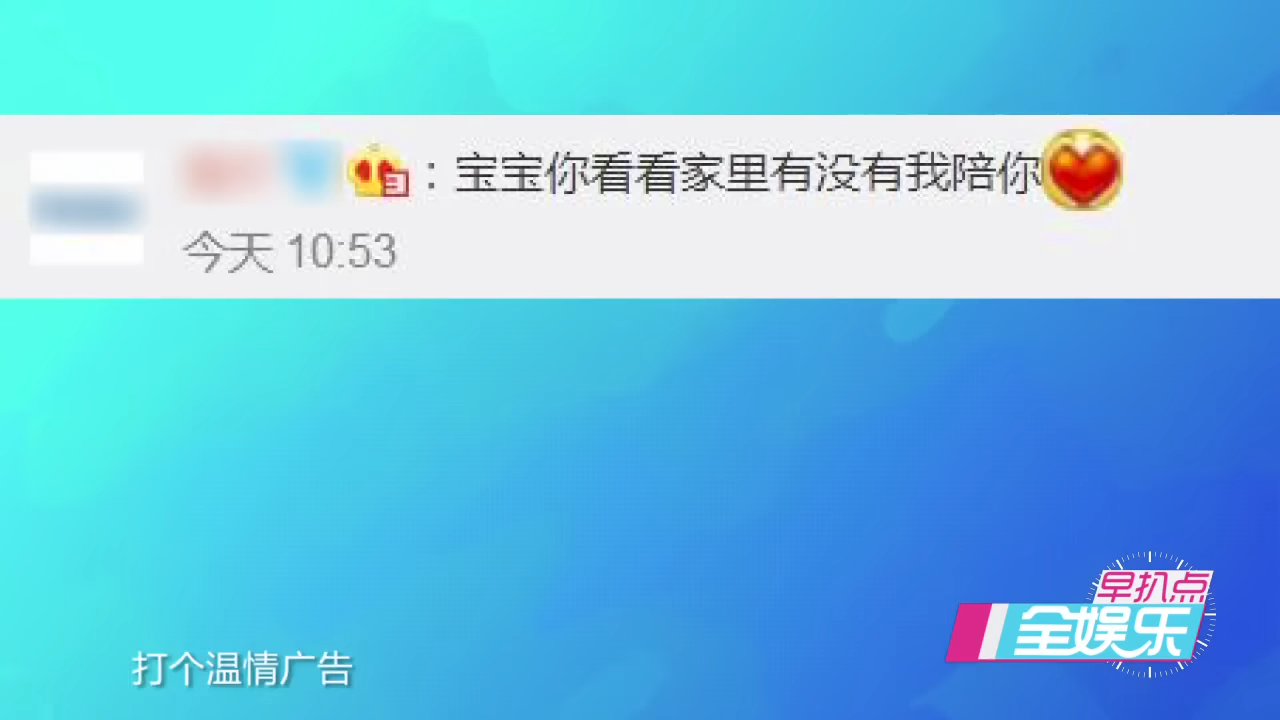 ：宝宝你看看家里有没有我陪你
今天 10:53
早扒点
全娱乐
打个温情广告